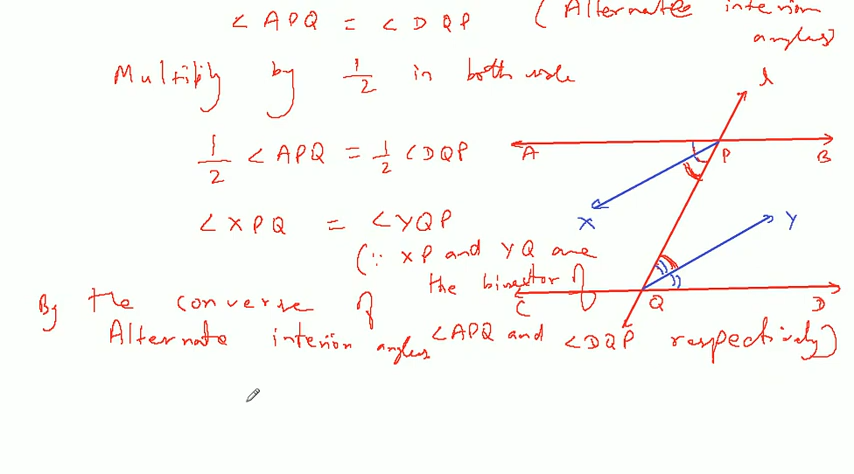 ∠APQ = ∠DQP (Alternate interior angles)
Multiply by 1/2 in both side
1/2 ∠APQ = 1/2 ∠DQP
∠XPQ = ∠YQP
(∵ XP and YQ are
the bisector of
∠APQ and ∠DQP respectively)
By the converse of
Alternate interior angles
l
A
P
B
X
Y
C
Q
D